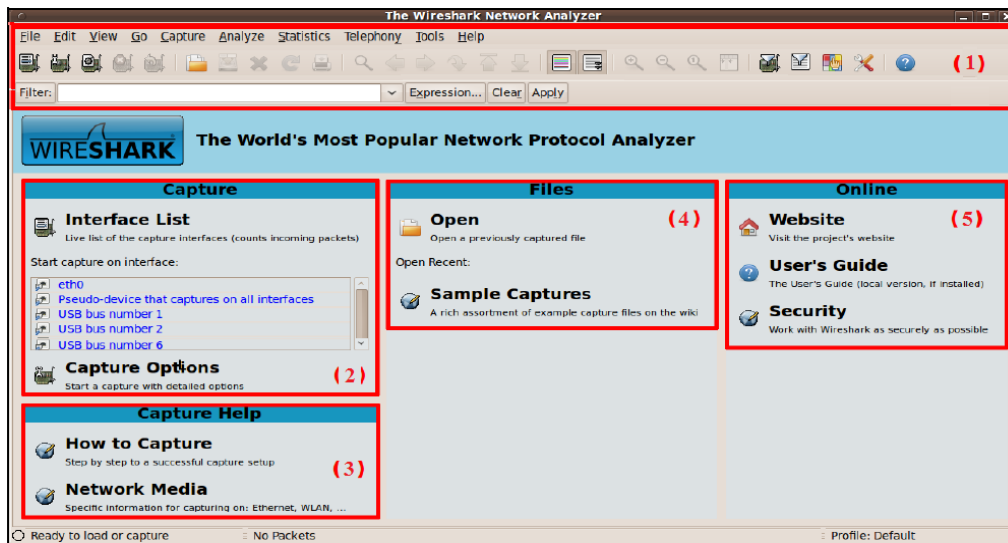 The Wireshark Network Analyzer
File Edit View Go Capture Analyze Statistics Telephony Tools Help
(1)
Filter: Expression... Clear Apply
WIRESHARK The World's Most Popular Network Protocol Analyzer
Capture
Interface List
Live list of the capture interfaces (counts incoming packets)
Start capture on interface:
eth0
Pseudo-device that captures on all interfaces
USB bus number 1
USB bus number 2
USB bus number 6
Capture Options
(2)
Start a capture with detailed options
Capture Help
How to Capture
Step by step to a successful capture setup
(3)
Network Media
Specific information for capturing on: Ethernet, WLAN, ...
Files
Open
(4)
Open a previously captured file
Open Recent:
Sample Captures
A rich assortment of example capture files on the wiki
Online
Website
(5)
Visit the project's website
User's Guide
The User's Guide (local version, if installed)
Security
Work with Wireshark as securely as possible
Ready to load or capture No Packets Profile: Default